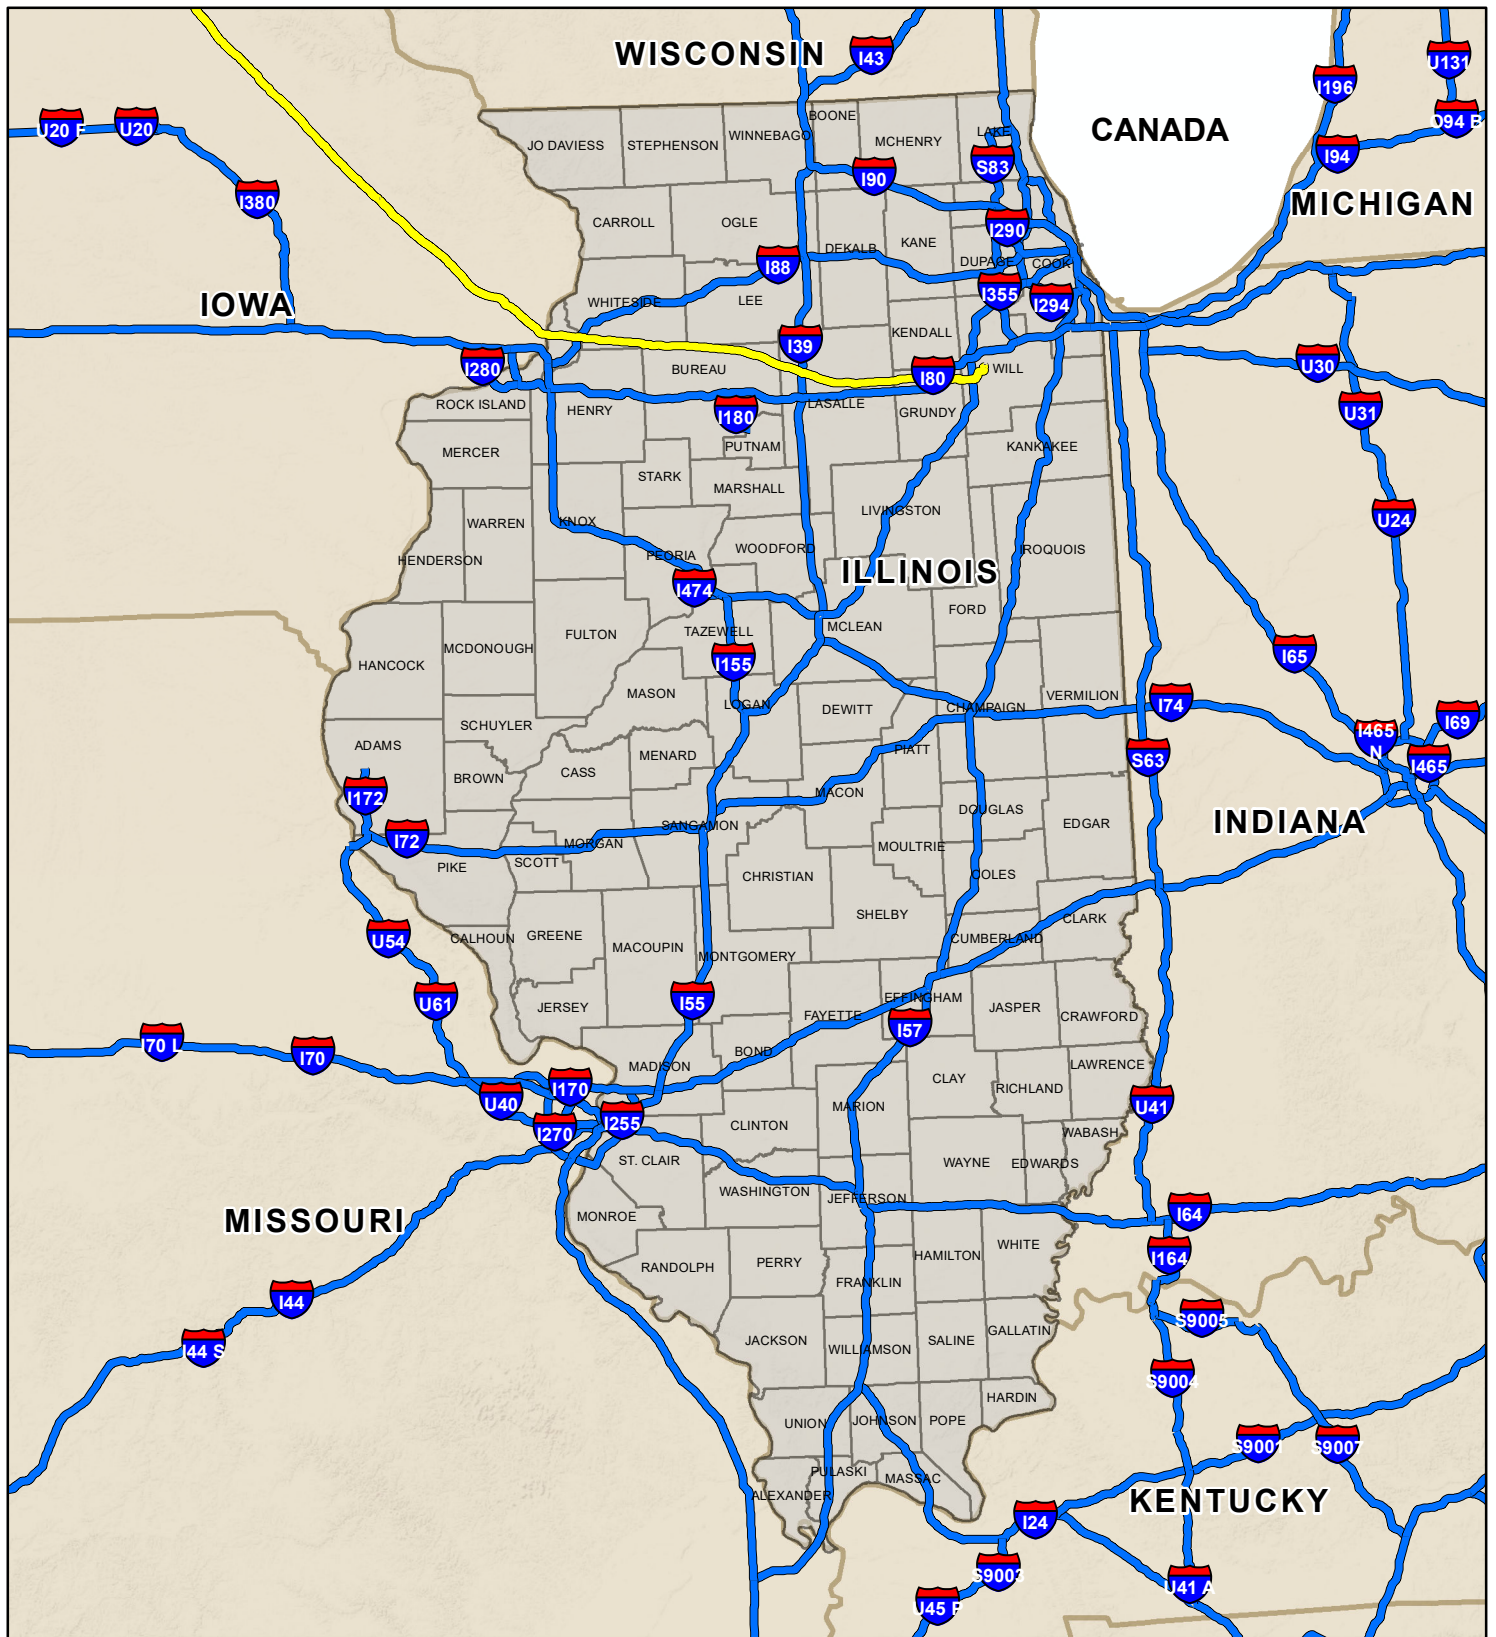 WISCONSIN
I43
I196
U131
U20 F
U20
BOONE
WINNEBAGO
LAKE
CANADA
O94 B
JO DAVIESS
STEPHENSON
MCHENRY
S83
I94
I90
I380
MICHIGAN
CARROLL
OGLE
I290
KANE
DEKALB
DUPAGE
COOK
I88
IOWA
WHITESIDE
LEE
I355
I294
KENDALL
I39
I280
BUREAU
I80
WILL
U30
ROCK ISLAND
HENRY
I180
LASALLE
GRUNDY
U31
MERCER
PUTNAM
KANKAKEE
STARK
MARSHALL
WARREN
KNOX
LIVINGSTON
U24
HENDERSON
PEORIA
WOODFORD
IROQUOIS
ILLINOIS
I474
FORD
FULTON
TAZEWELL
MCLEAN
HANCOCK
MCDONOUGH
I155
I65
MASON
LOGAN
DEWITT
CHAMPAIGN
VERMILION
I74
SCHUYLER
I69
ADAMS
MENARD
PIATT
I465
N
BROWN
CASS
S63
I465
I172
MACON
DOUGLAS
I72
MORGAN
SANGAMON
EDGAR
INDIANA
PIKE
SCOTT
MOULTRIE
CHRISTIAN
COLES
SHELBY
CLARK
U54
CALHOUN
GREENE
MACOUPIN
MONTGOMERY
CUMBERLAND
U61
JERSEY
I55
EFFINGHAM
JASPER
FAYETTE
CRAWFORD
I57
I70 L
I70
MADISON
BOND
LAWRENCE
U40
I170
CLAY
RICHLAND
I270
I255
MARION
U41
CLINTON
WABASH
ST. CLAIR
WAYNE
EDWARDS
WASHINGTON
JEFFERSON
MISSOURI
MONROE
I64
RANDOLPH
PERRY
HAMILTON
WHITE
I164
FRANKLIN
I44
S9005
JACKSON
WILLIAMSON
SALINE
GALLATIN
I44 S
S9004
HARDIN
UNION
JOHNSON
POPE
S9001
S9007
PULASKI
MASSAC
ALEXANDER
KENTUCKY
I24
S9003
U41 A
U45 P